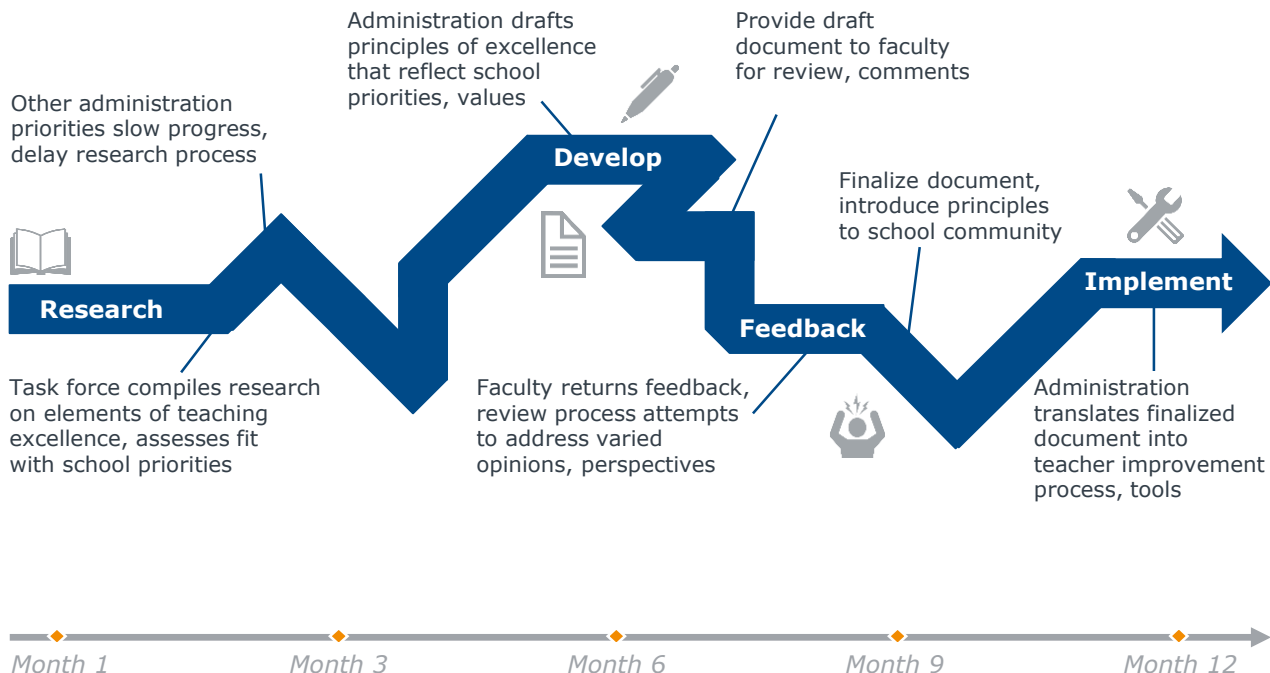 Administration drafts
principles of excellence
that reflect school
priorities, values
Provide draft
document to faculty
for review, comments
Other administration
priorities slow progress,
delay research process
Develop
Finalize document,
introduce principles
to school community
Research
Implement
Feedback
Task force compiles research
on elements of teaching
excellence, assesses fit
with school priorities
Faculty returns feedback,
review process attempts
to address varied
opinions, perspectives
Administration
translates finalized
document into
teacher improvement
process, tools
Month 1
Month 3
Month 6
Month 9
Month 12